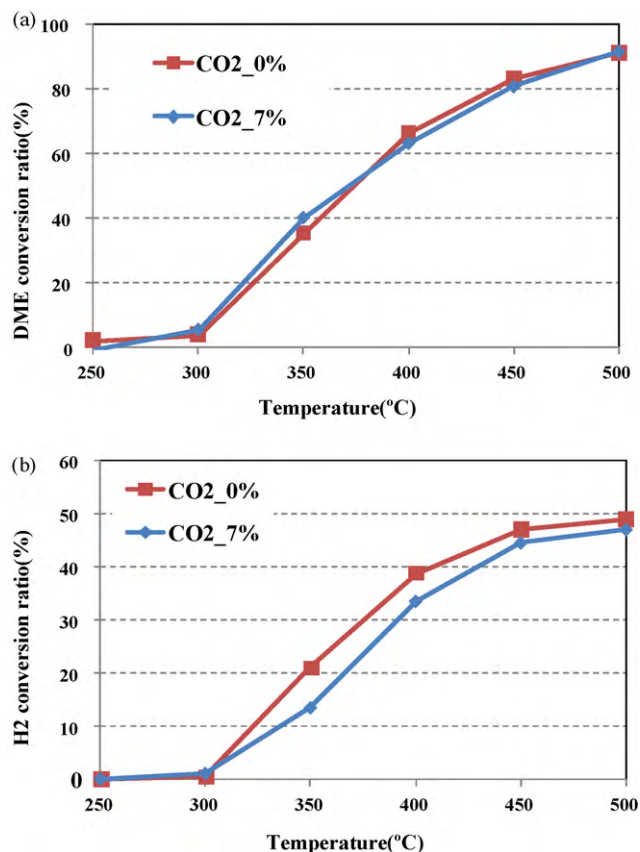 (a)
100
CO2_0%
80
CO2_7%
60
40
20
0
250 300 350 400 450 500
DME conversion ratio(%)
Temperature(ºC)
(b)
60
CO2_0%
50
CO2_7%
40
30
20
10
0
250 300 350 400 450 500
H2 conversion ratio(%)
Temperature(ºC)